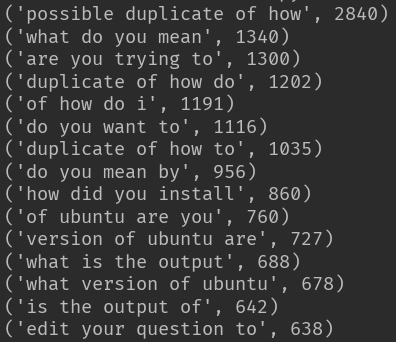 ('possible duplicate of how', 2840)
('what do you mean', 1340)
('are you trying to', 1300)
('duplicate of how do', 1202)
('of how do i', 1191)
('do you want to', 1116)
('duplicate of how to', 1035)
('do you mean by', 956)
('how did you install', 860)
('of ubuntu are you', 760)
('version of ubuntu are', 727)
('what is the output', 688)
('what version of ubuntu', 678)
('is the output of', 642)
('edit your question to', 638)